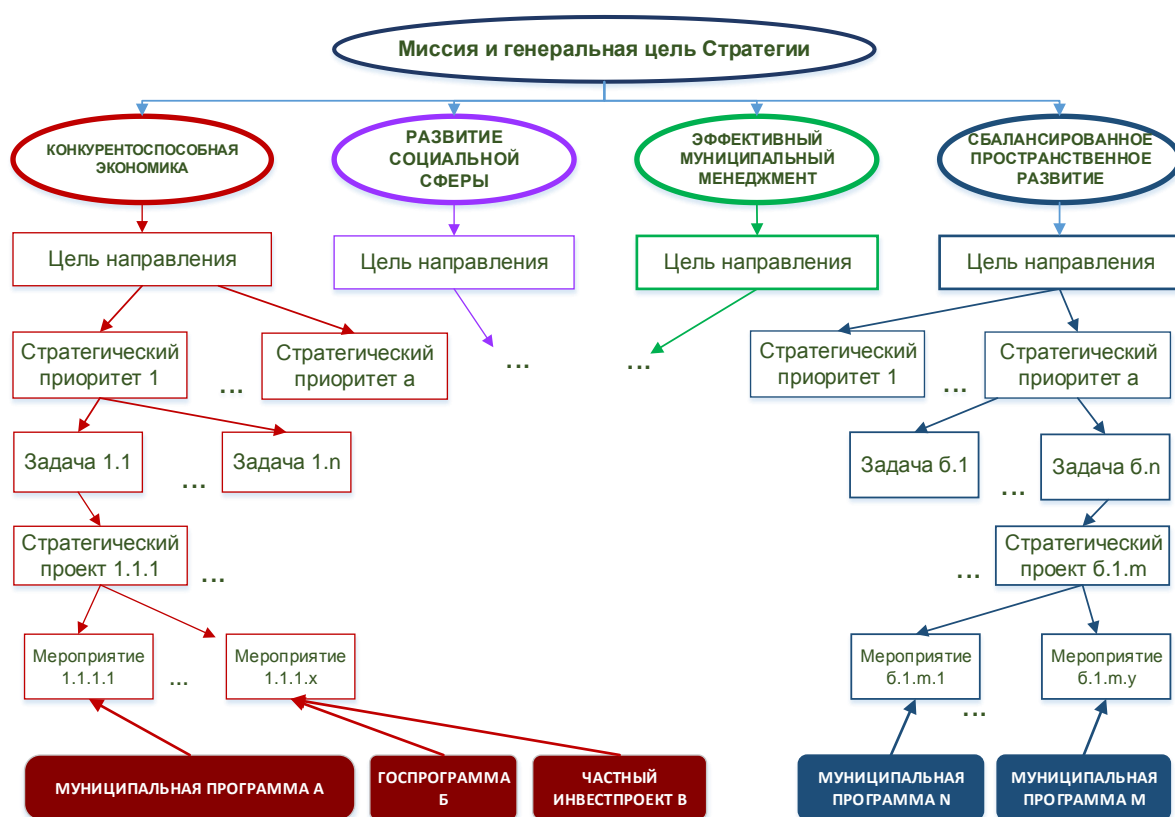 Миссия и генеральная цель Стратегии
КОНКУРЕНТОСПОСОБНАЯ
ЭКОНОМИКА
РАЗВИТИЕ
СОЦИАЛЬНОЙ
СФЕРЫ
ЭФФЕКТИВНЫЙ
МУНИЦИПАЛЬНЫЙ
МЕНЕДЖМЕНТ
СБАЛАНСИРОВАННОЕ
ПРОСТРАНСТВЕННОЕ
РАЗВИТИЕ
Цель направления
Цель направления
Цель направления
Цель направления
Стратегический
приоритет 1
...
Стратегический
приоритет а
...
...
Стратегический
приоритет 1
...
Стратегический
приоритет а
Задача 1.1
...
Задача 1.n
Задача б.1
...
Задача б.n
Стратегический
проект 1.1.1
...
...
Стратегический
проект б.1.m
Мероприятие
1.1.1.1
...
Мероприятие
1.1.1.x
Мероприятие
б.1.m.1
...
Мероприятие
б.1.m.y
МУНИЦИПАЛЬНАЯ ПРОГРАММА А
ГОСПРОГРАММА
Б
ЧАСТНЫЙ
ИНВЕСТПРОЕКТ В
МУНИЦИПАЛЬНАЯ
ПРОГРАММА N
МУНИЦИПАЛЬНАЯ
ПРОГРАММА M